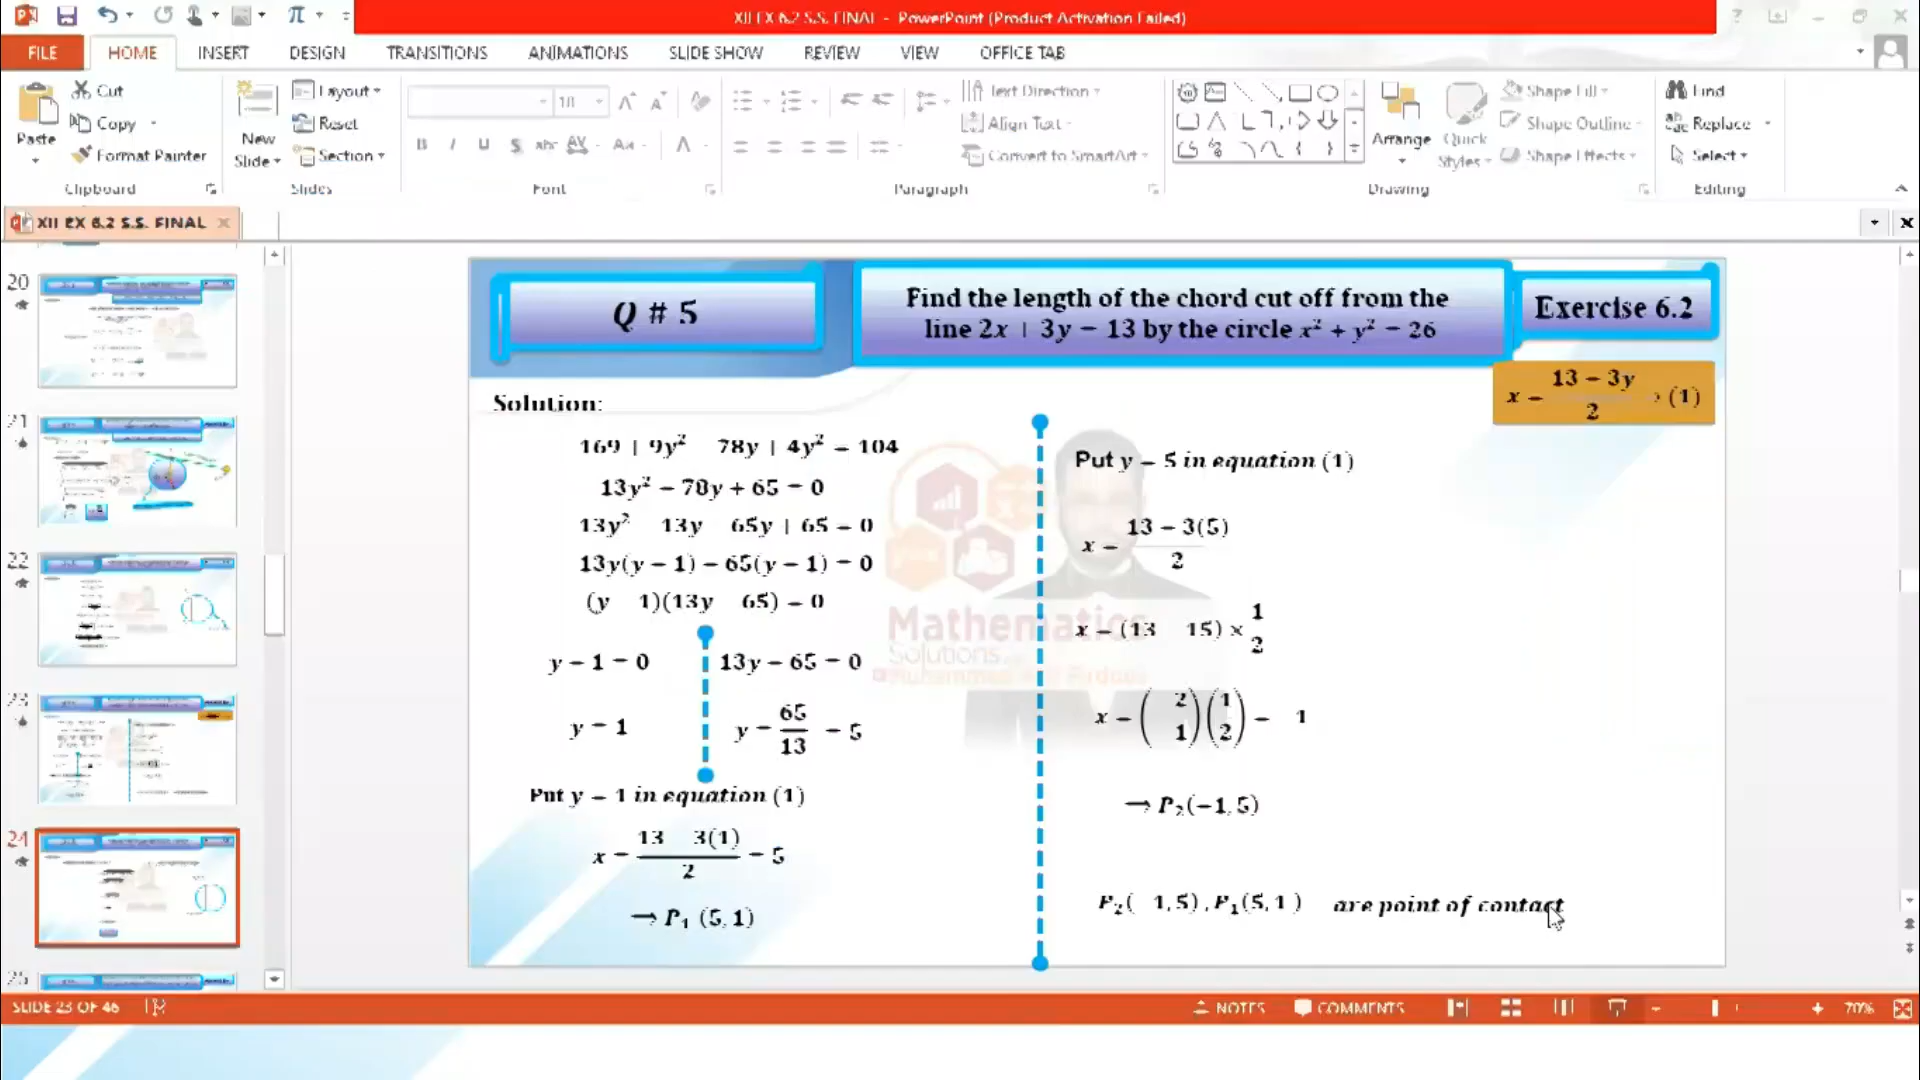 XII EX 6.2 S.S. FINAL - PowerPoint (Product Activation Failed)
FILE HOME INSERT DESIGN TRANSITIONS ANIMATIONS SLIDE SHOW REVIEW VIEW OFFICE TAB
Paste
Cut
Copy
Format Painter
Clipboard
New Slide
Layout
Reset
Section
Slides
18
Font
Text Direction
Align Text
Convert to SmartArt
Paragraph
Arrange
Quick Styles
Shape Fill
Shape Outline
Shape Effects
Drawing
Find
Replace
Select
Editing
XII EX 6.2 S.S. FINAL
20
21
22
23
24
25
Q # 5
Find the length of the chord cut off from the
line 2x + 3y = 13 by the circle x² + y² = 26
Exercise 6.2
x = (13 − 3y)/2 → (1)
Solution:
169 + 9y² − 78y + 4y² = 104
13y² − 78y + 65 = 0
13y² − 13y − 65y + 65 = 0
13y(y − 1) − 65(y − 1) = 0
(y − 1)(13y − 65) = 0
y − 1 = 0
y = 1
13y − 65 = 0
y = 65/13 = 5
Put y = 1 in equation (1)
x = (13 − 3(1))/2 = 5
⟹ P₁ (5, 1)
Put y = 5 in equation (1)
x = (13 − 3(5))/2
x = (13 − 15) × 1/2
x = (−2/1)(1/2) = −1
⟹ P₂(−1, 5)
P₂(−1, 5) , P₁(5, 1) are point of contact
Mathematics
Solutions
SLIDE 23 OF 46
NOTES COMMENTS 70%